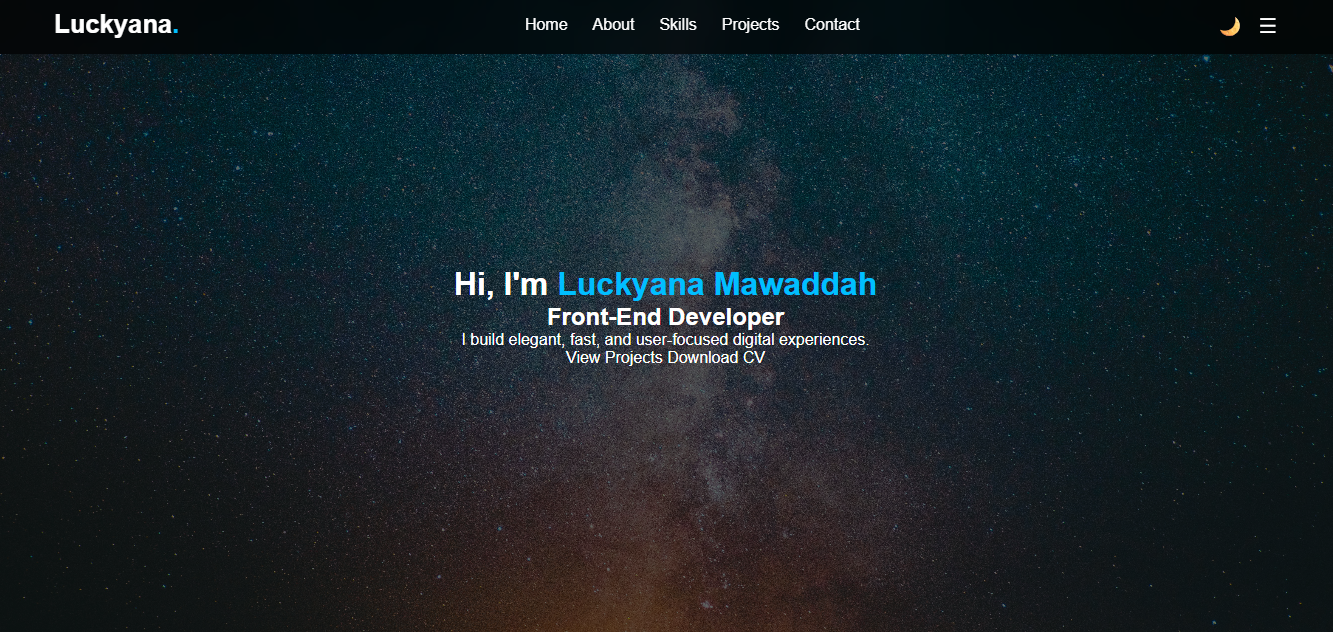 Luckyana.
Home About Skills Projects Contact
Hi, I'm Luckyana Mawaddah
Front-End Developer
I build elegant, fast, and user-focused digital experiences.
View Projects Download CV